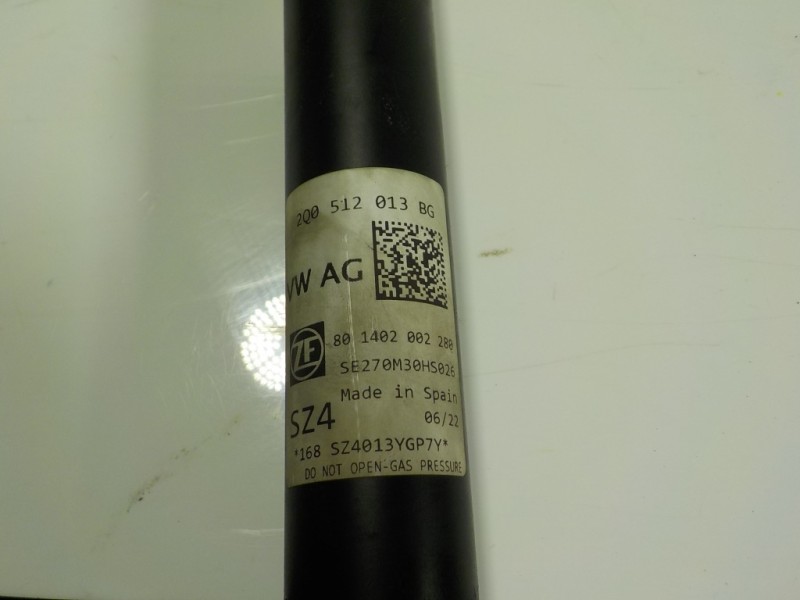 2Q0 512 013 BG
VW AG
ZF
80 1402 002 280
SE270M30HS026
Made in Spain
SZ4
06/22
*168 SZ4013YGP7Y*
DO NOT OPEN-GAS PRESSURE